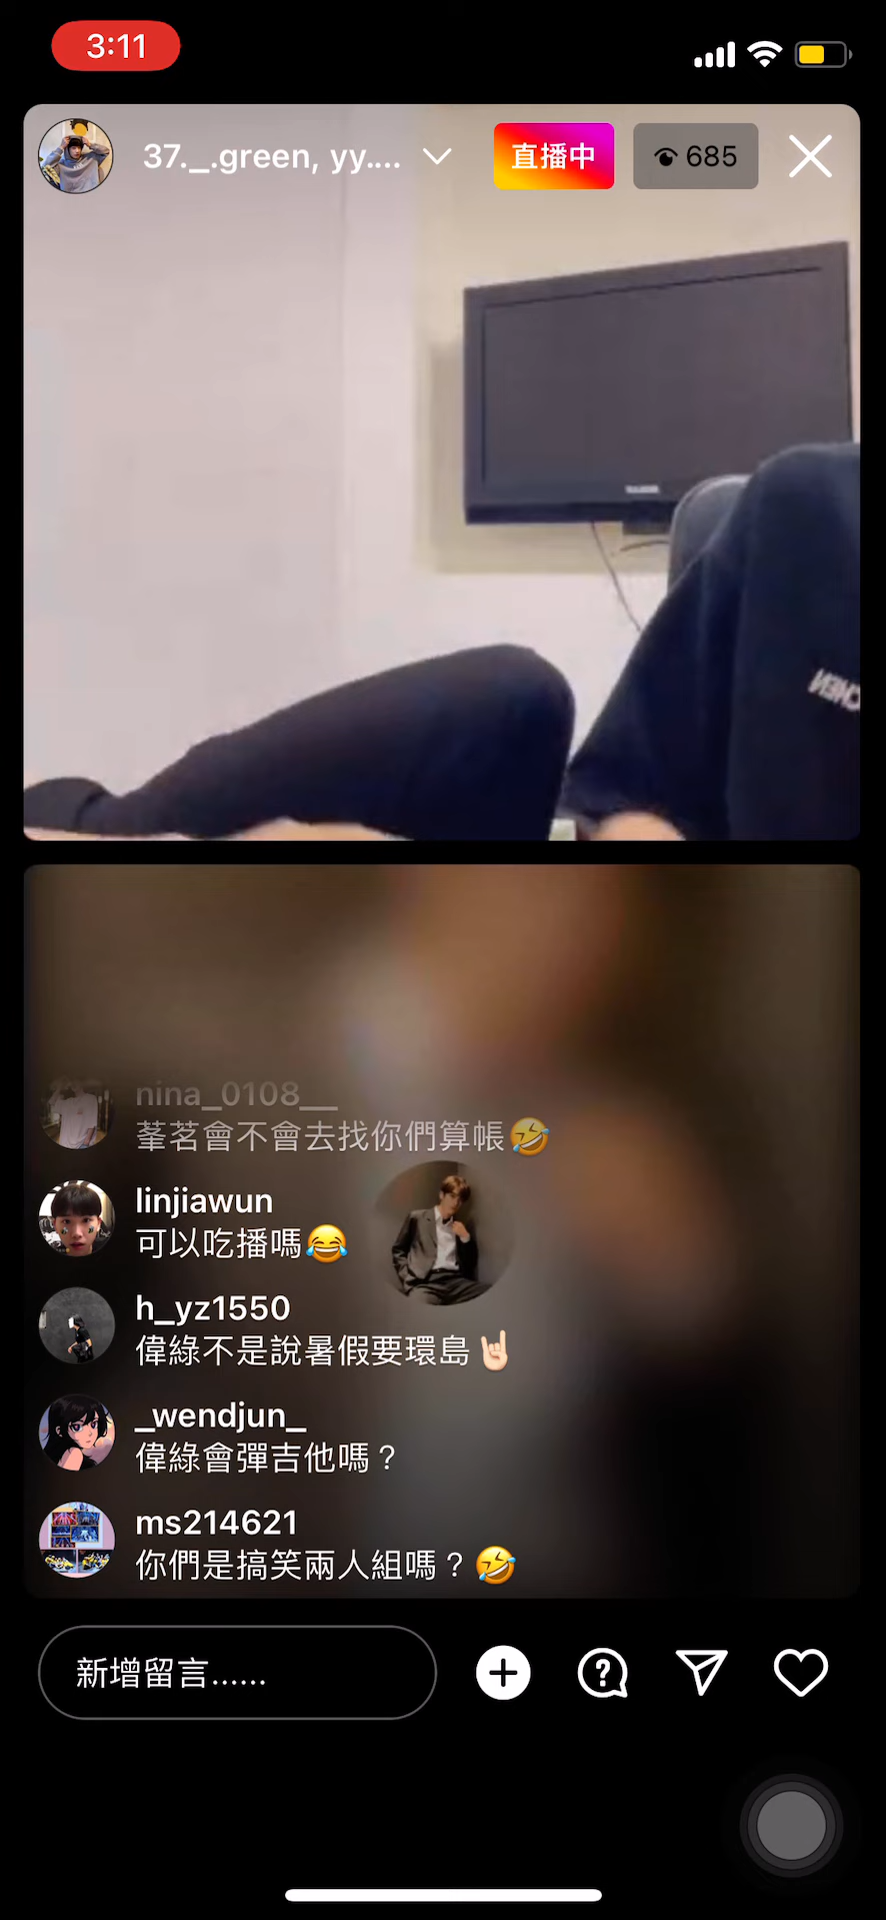 3:11
37._.green, yy....
直播中
685
CHEN
nina_0108__
峯茗會不會去找你們算帳🤣
linjiawun
可以吃播嗎😂
h_yz1550
偉綠不是說暑假要環島🤘🏻
_wendjun_
偉綠會彈吉他嗎？
ms214621
你們是搞笑兩人組嗎？🤣
新增留言......